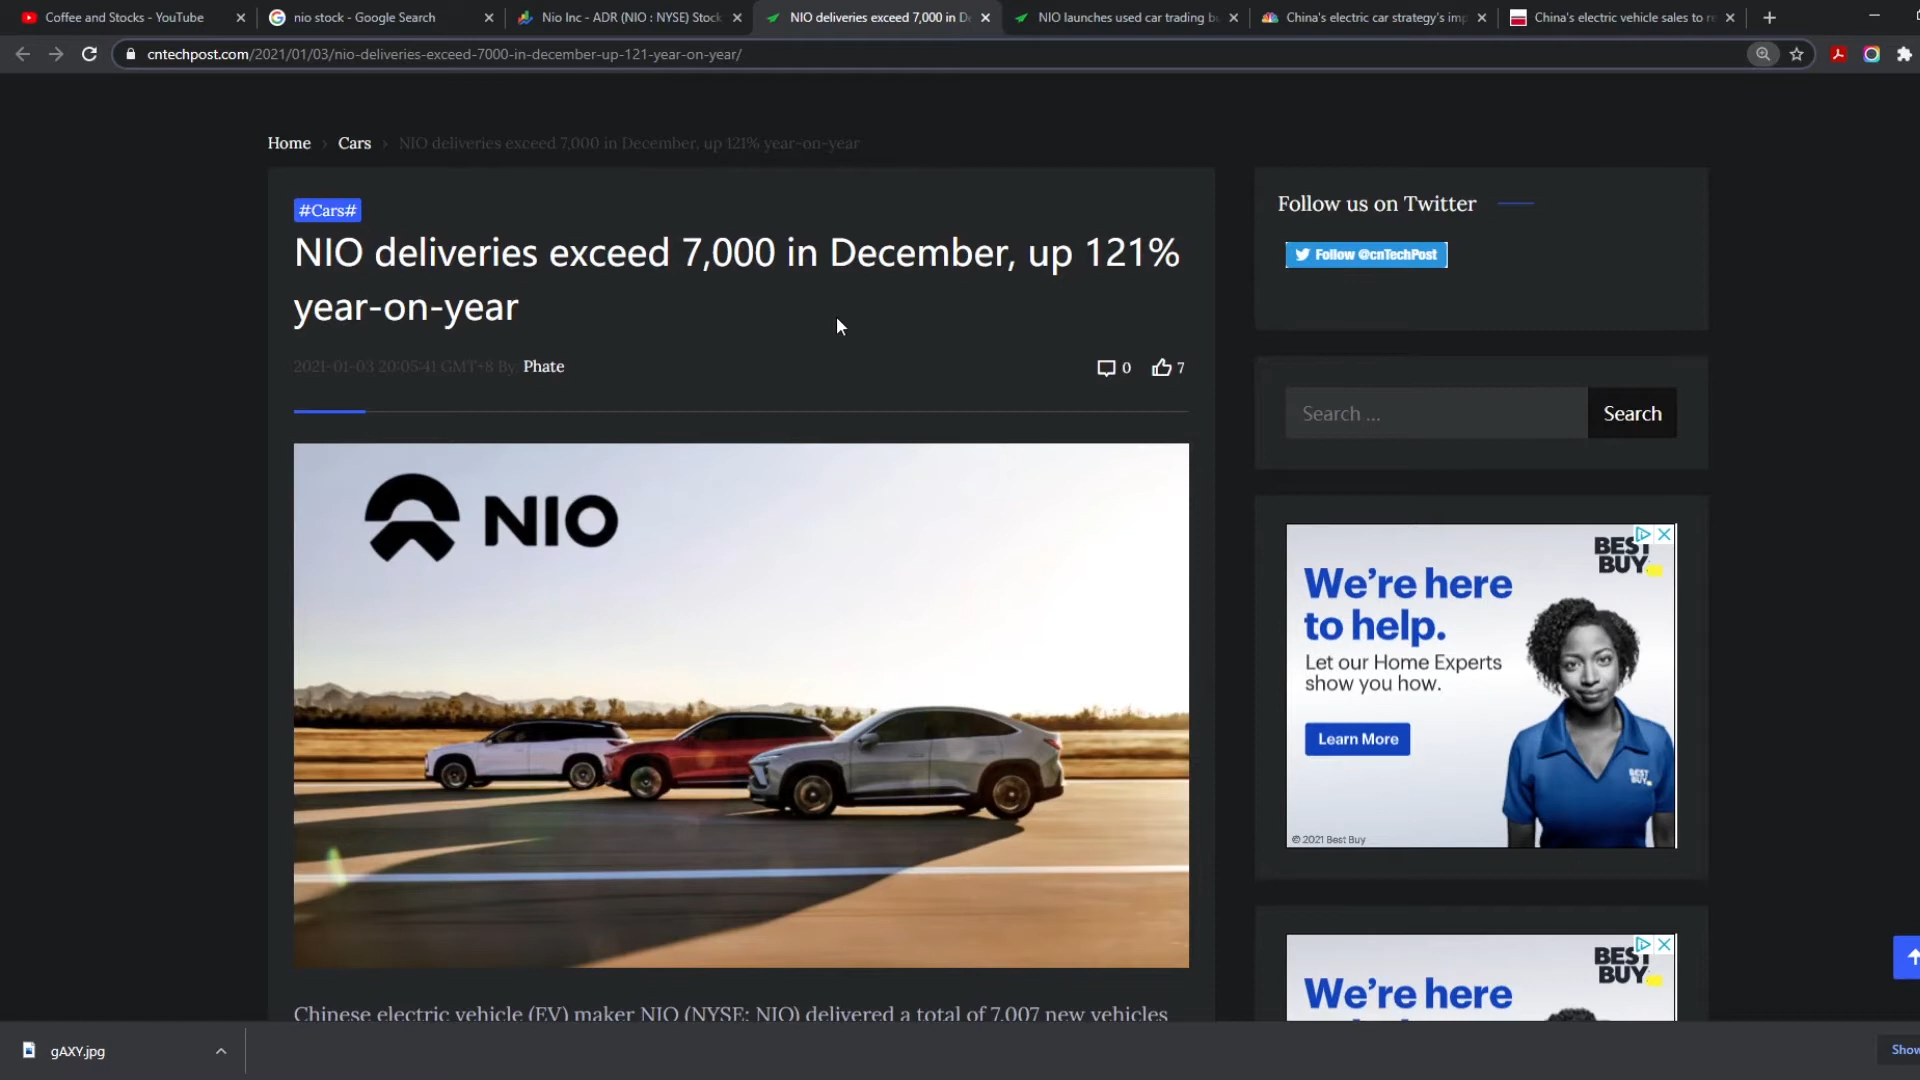 Coffee and Stocks - YouTube
nio stock - Google Search
Nio Inc - ADR (NIO : NYSE) Stock
NIO deliveries exceed 7,000 in De
NIO launches used car trading b
China's electric car strategy's imp
China's electric vehicle sales to re
cntechpost.com/2021/01/03/nio-deliveries-exceed-7000-in-december-up-121-year-on-year/
Home › Cars › NIO deliveries exceed 7,000 in December, up 121% year-on-year
#Cars#
NIO deliveries exceed 7,000 in December, up 121%
year-on-year
2021-01-03 20:05:41 GMT+8 By: Phate
0
7
NIO
Chinese electric vehicle (EV) maker NIO (NYSE: NIO) delivered a total of 7,007 new vehicles
Follow us on Twitter
Follow @cnTechPost
Search ...
Search
BEST
BUY
We're here
to help.
Let our Home Experts
show you how.
Learn More
BEST
BUY
© 2021 Best Buy
BEST
BUY
We're here
gAXY.jpg
Show